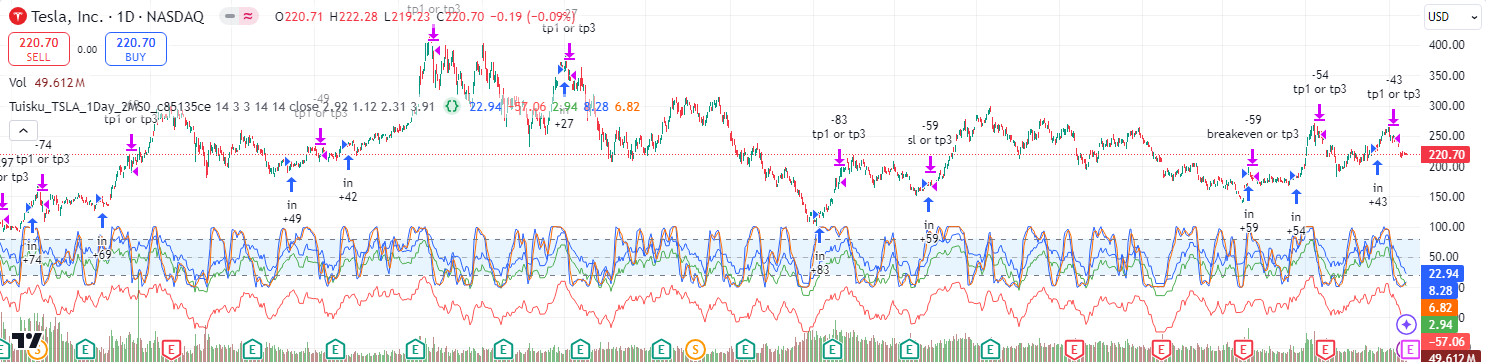 Tesla, Inc. · 1D · NASDAQ
O220.71 H222.28 L219.23 C220.70 −0.19 (−0.09%)
USD
220.70
SELL
0.00
220.70
BUY
Vol 49.612M
Tuisku_TSLA_1Day_2MS0_c85135ce 14 3 3 14 14 close 2.92 1.12 2.31 3.91 {} 22.94 −57.06 2.94 8.28 6.82
tp1 or tp3
-27
tp1 or tp3
in
+27
-49
tp1 or tp3
tp1 or tp3
-74
tp1 or tp3
in
+74
in
+69
in
+49
in
+42
-83
tp1 or tp3
in
+83
-59
sl or tp3
in
+59
-59
breakeven or tp3
in
+59
-54
tp1 or tp3
in
+54
-43
tp1 or tp3
in
+43
400.00
350.00
300.00
250.00
220.70
200.00
150.00
100.00
50.00
22.94
8.28
6.82
2.94
−57.06
49.612M
E
S
E
E
E
E
E
E
E
E
S
E
E
E
E
E
E
E
E
E